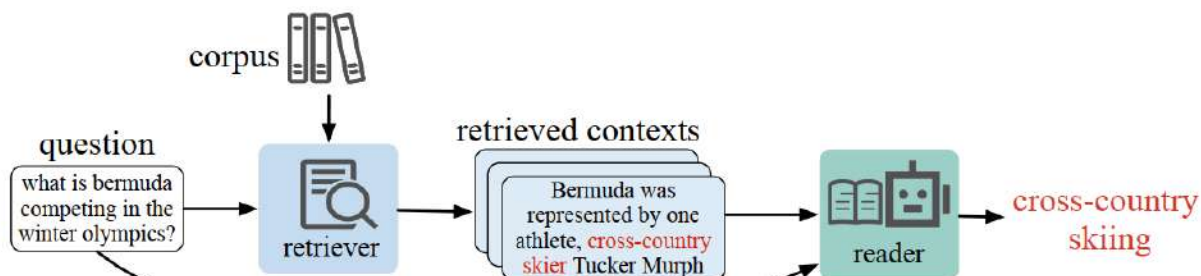 corpus
question
what is bermuda
competing in the
winter olympics?
retriever
retrieved contexts
Bermuda was
represented by one
athlete, cross-country
skier Tucker Murph
reader
cross-country
skiing